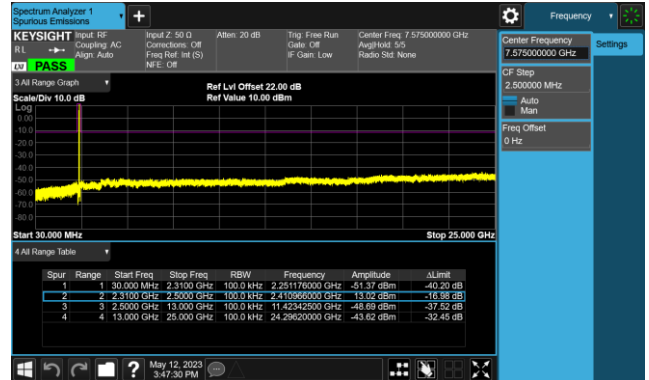 Spectrum Analyzer 1
Spurious Emissions
+
Frequency
KEYSIGHT
RL
LXI PASS
Input: RF
Coupling: AC
Align: Auto
Input Z: 50 Ω
Corrections: Off
Freq Ref: Int (S)
NFE: Off
Atten: 20 dB
Trig: Free Run
Gate: Off
IF Gain: Low
Center Freq: 7.575000000 GHz
Avg|Hold: 5/5
Radio Std: None
Center Frequency
7.575000000 GHz
Settings
CF Step
2.500000 MHz
Auto
Man
Freq Offset
0 Hz
3 All Range Graph
Scale/Div 10.0 dB
Ref Lvl Offset 22.00 dB
Ref Value 10.00 dBm
Log
0.00
-10.0
-20.0
-30.0
-40.0
-50.0
-60.0
-70.0
-80.0
Start 30.000 MHz
Stop 25.000 GHz
4 All Range Table
Spur Range Start Freq Stop Freq RBW Frequency Amplitude ΔLimit
1 1 30.000 MHz 2.3100 GHz 100.0 kHz 2.251176000 GHz -51.37 dBm -40.20 dB
2 2 2.3100 GHz 2.5000 GHz 100.0 kHz 2.410966000 GHz 13.02 dBm -16.98 dB
3 3 2.5000 GHz 13.000 GHz 100.0 kHz 11.42342500 GHz -48.69 dBm -37.52 dB
4 4 13.000 GHz 25.000 GHz 100.0 kHz 24.29620000 GHz -43.62 dBm -32.45 dB
?
May 12, 2023
3:47:30 PM